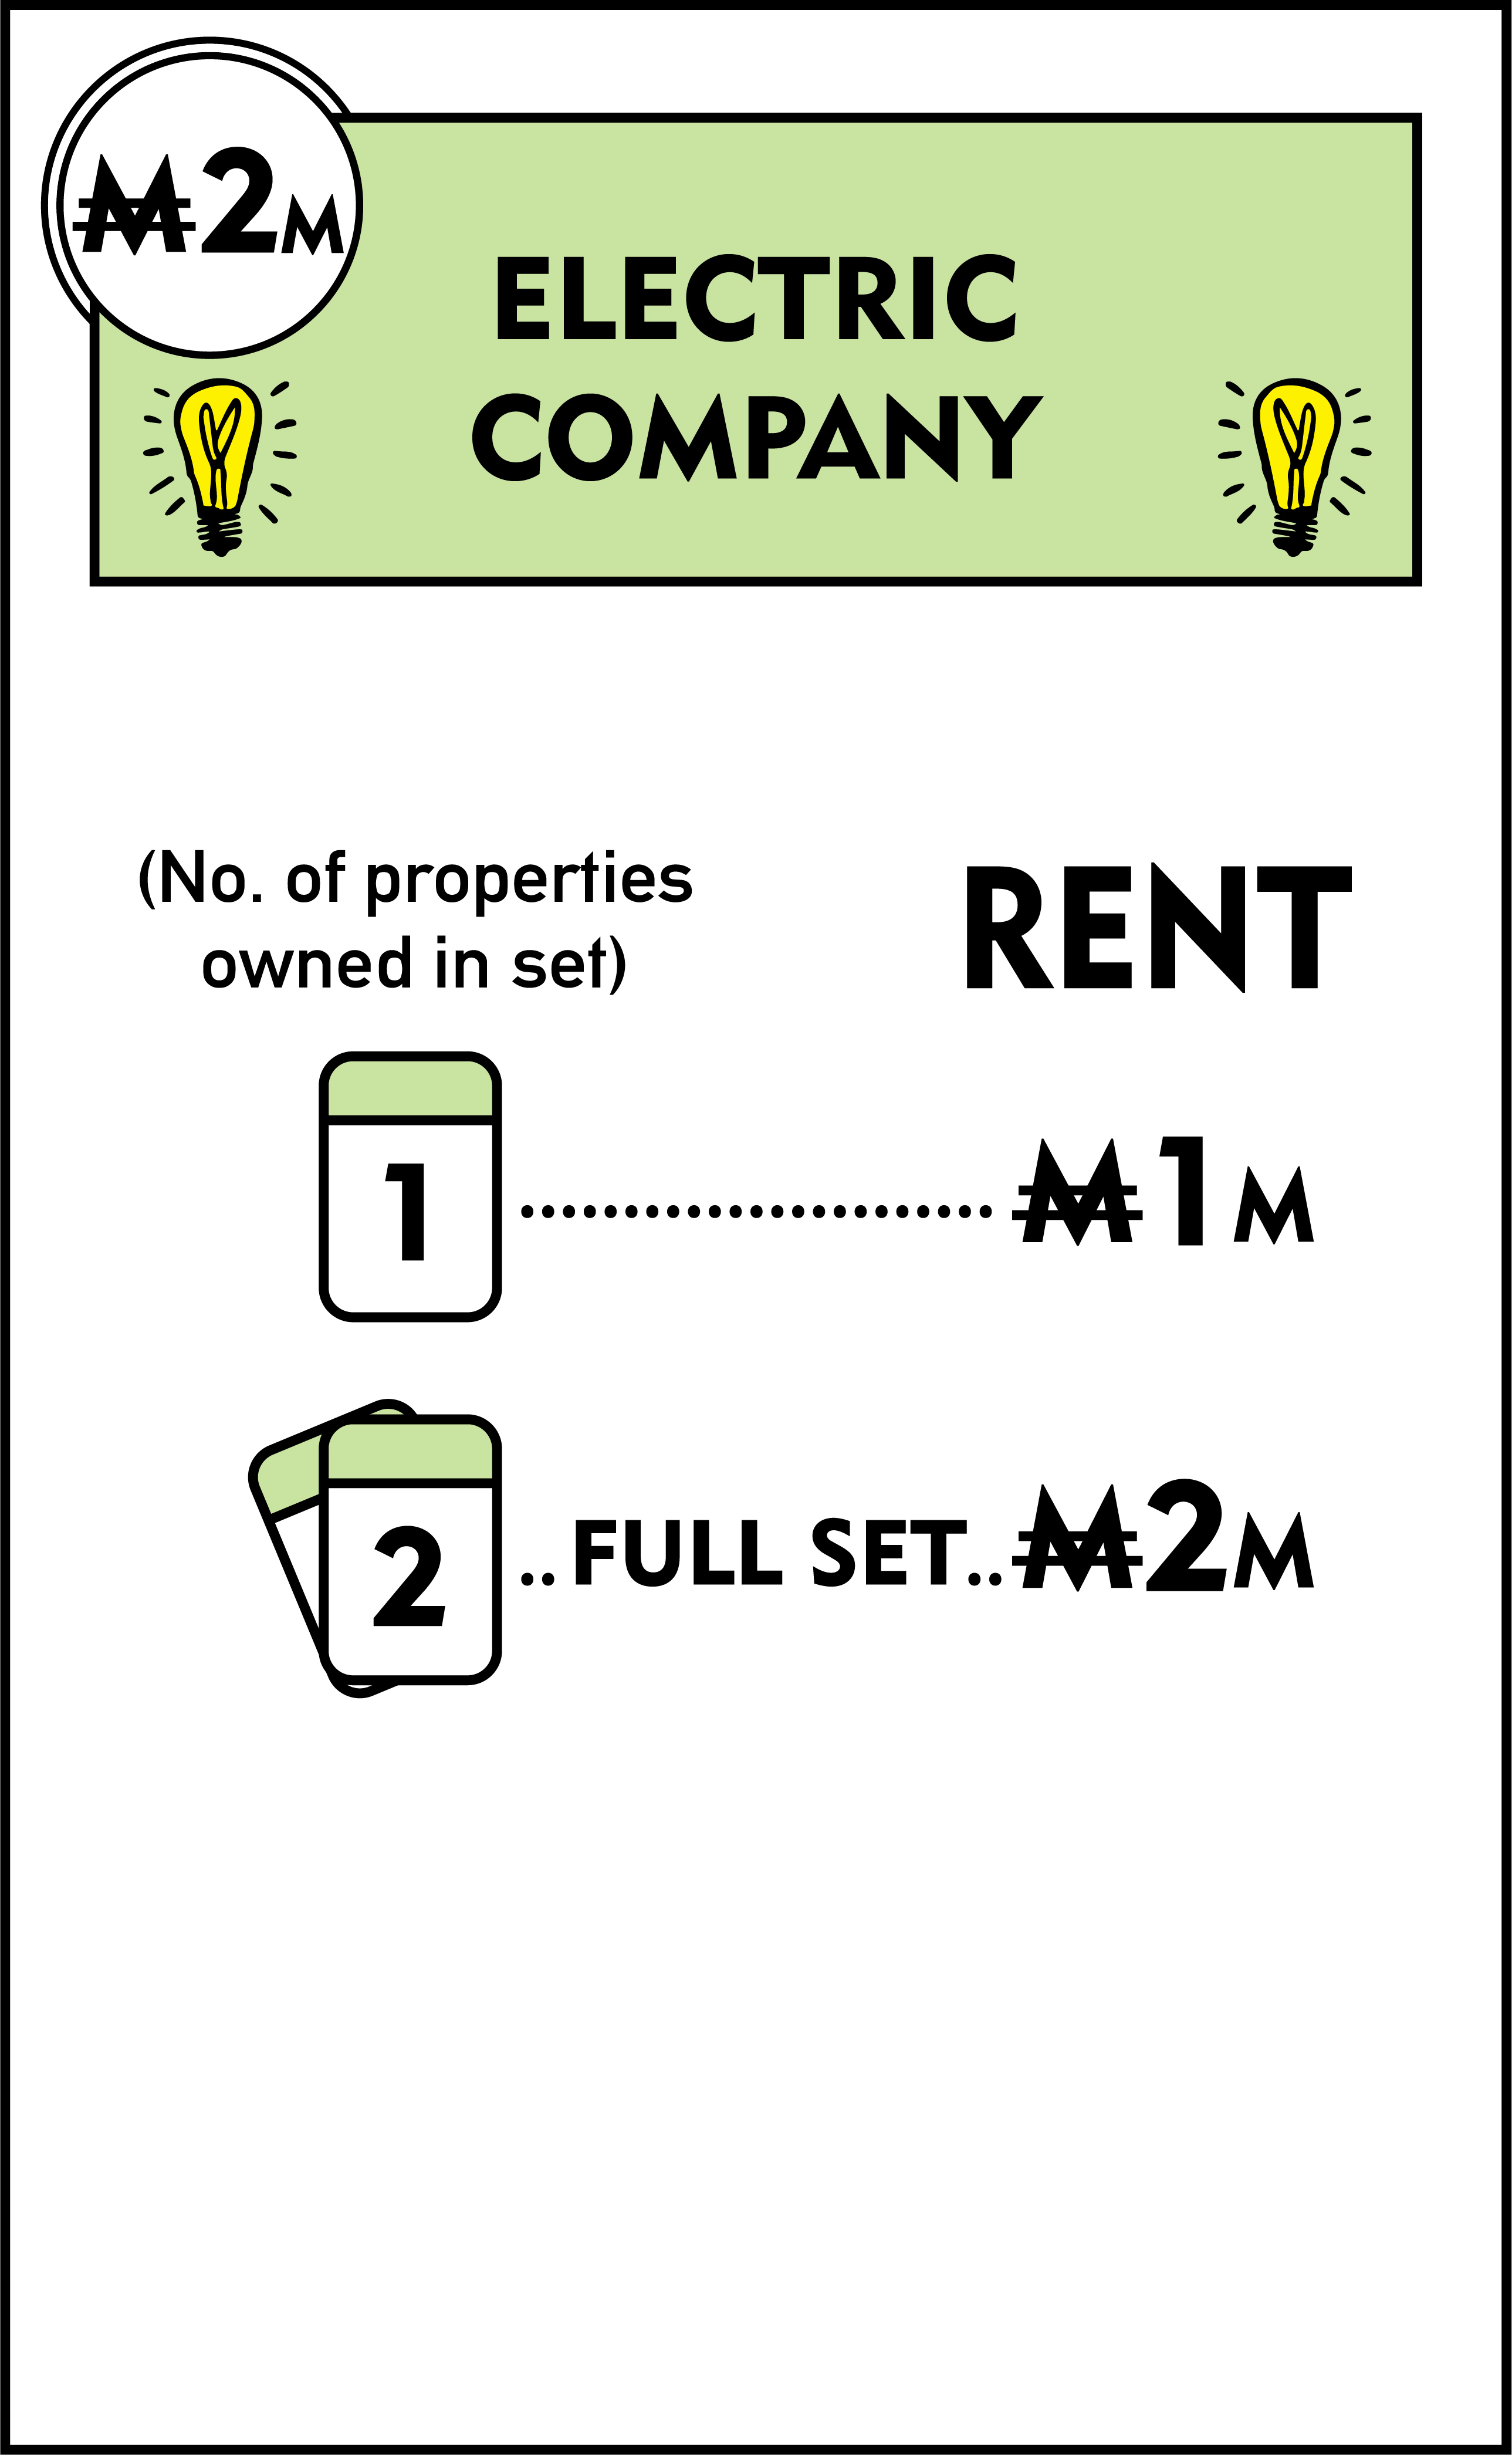 ₩2M
ELECTRIC
COMPANY
(No. of properties
owned in set)
RENT
1 ....................... ₩1M
2 ..FULL SET.. ₩2M